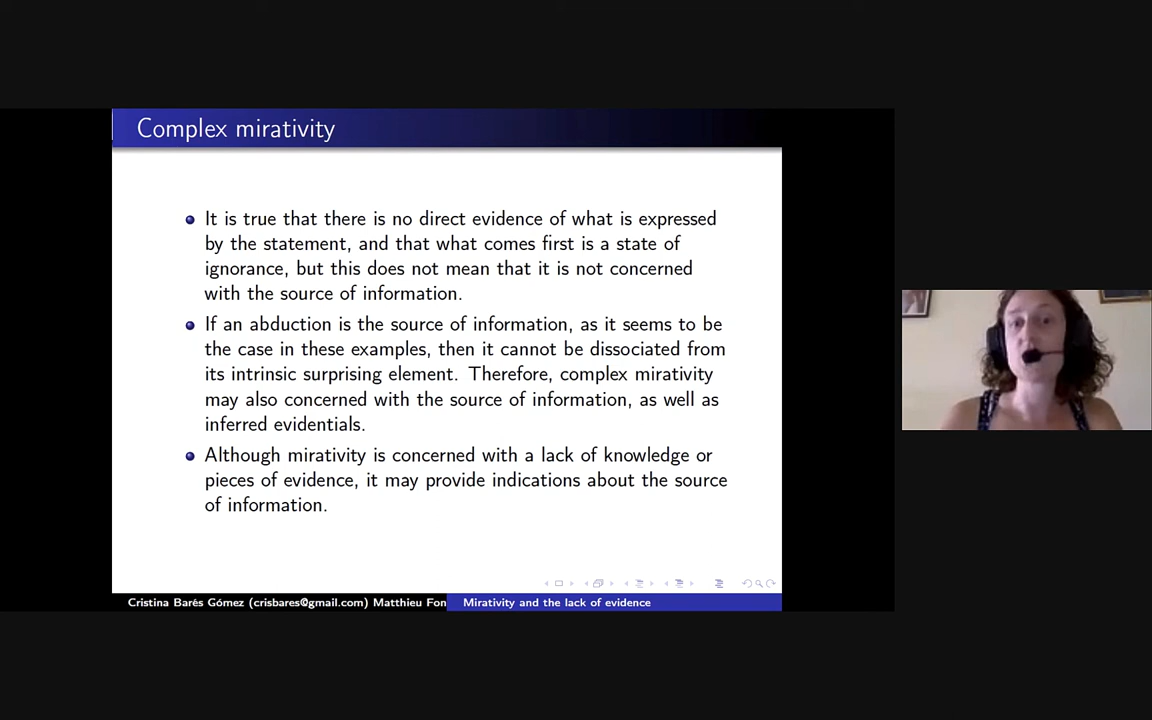 Complex mirativity
It is true that there is no direct evidence of what is expressed
by the statement, and that what comes first is a state of
ignorance, but this does not mean that it is not concerned
with the source of information.
If an abduction is the source of information, as it seems to be
the case in these examples, then it cannot be dissociated from
its intrinsic surprising element. Therefore, complex mirativity
may also concerned with the source of information, as well as
inferred evidentials.
Although mirativity is concerned with a lack of knowledge or
pieces of evidence, it may provide indications about the source
of information.
Cristina Barés Gómez (crisbares@gmail.com) Matthieu Fon
Mirativity and the lack of evidence